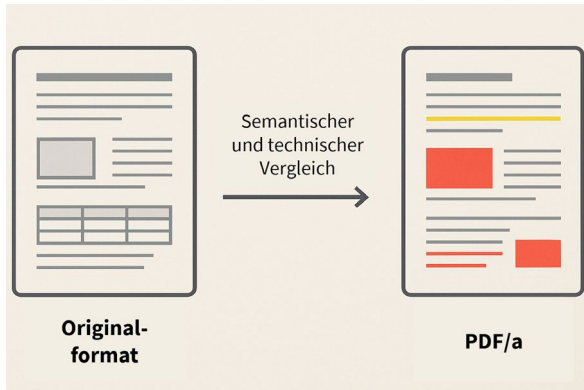 Semantischer
und technischer
Vergleich
Original-
format
PDF/a